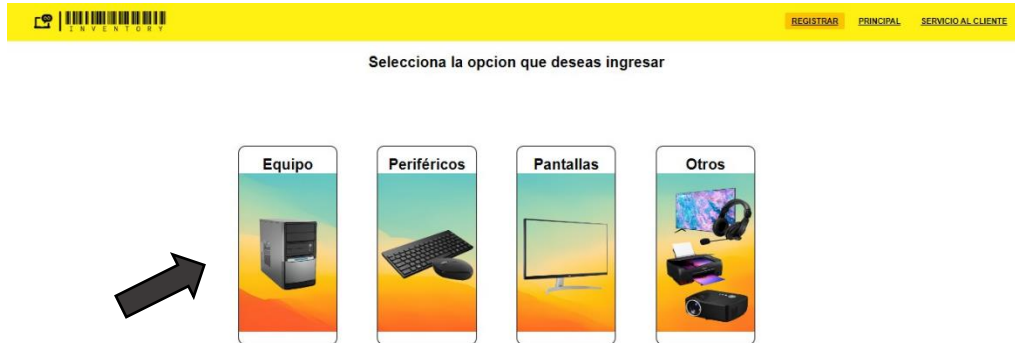 INVENTORY
REGISTRAR PRINCIPAL SERVICIO AL CLIENTE
Selecciona la opcion que deseas ingresar
Equipo Periféricos Pantallas Otros